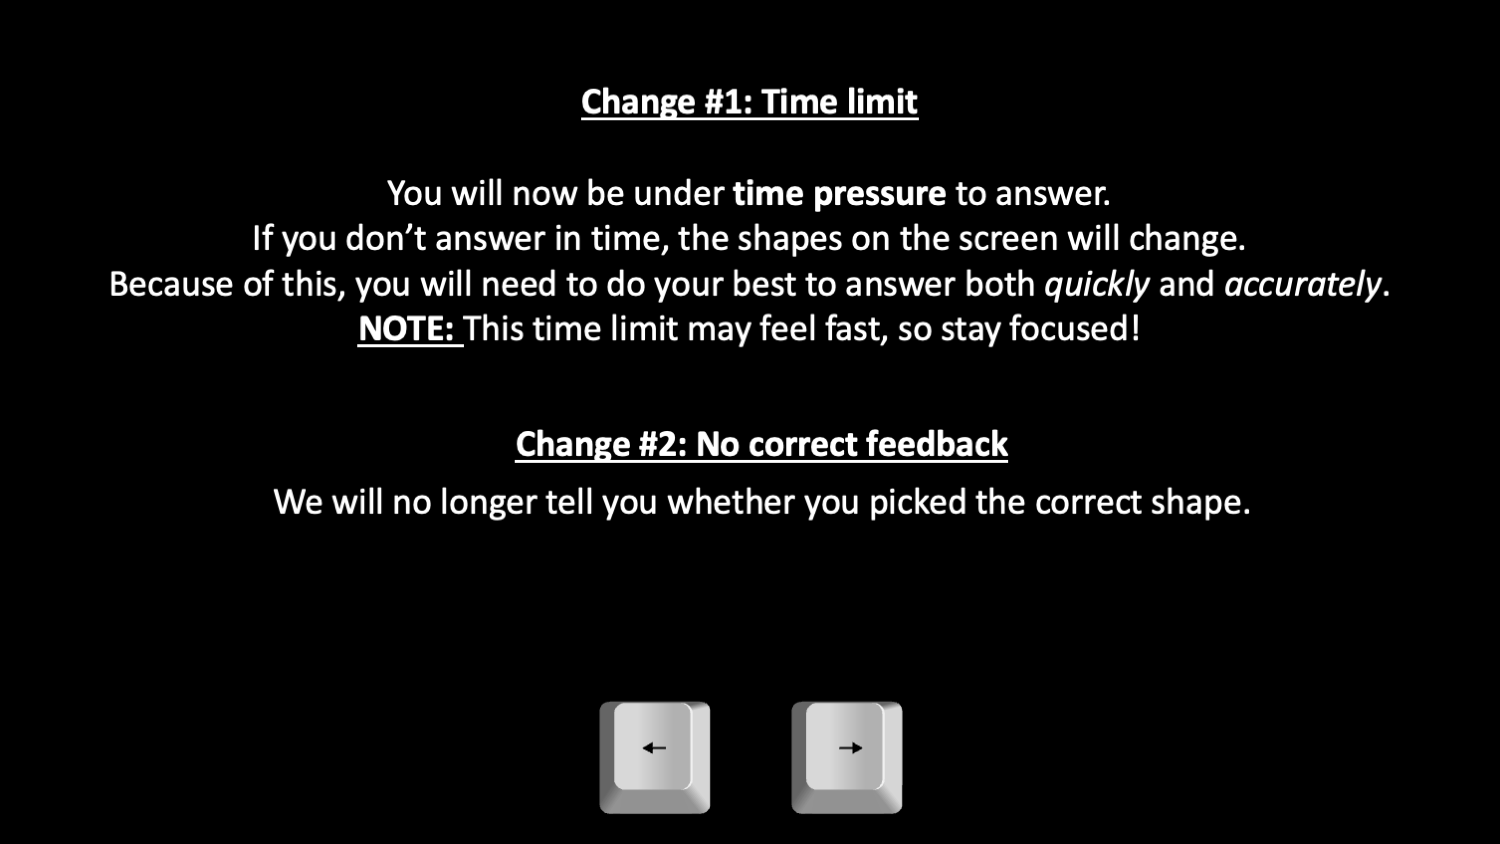 Change #1: Time limit
You will now be under time pressure to answer.
If you don’t answer in time, the shapes on the screen will change.
Because of this, you will need to do your best to answer both quickly and accurately.
NOTE: This time limit may feel fast, so stay focused!
Change #2: No correct feedback
We will no longer tell you whether you picked the correct shape.
← →